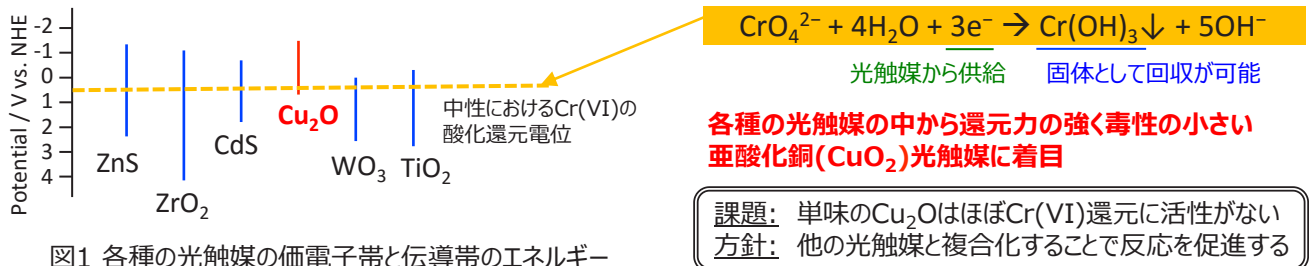 Potential / V vs. NHE
-2
-1
0
1
2
3
4
ZnS
ZrO₂
CdS
Cu₂O
WO₃
TiO₂
中性におけるCr(VI)の
酸化還元電位
図1 各種の光触媒の価電子帯と伝導帯のエネルギー
CrO₄²⁻ + 4H₂O + 3e⁻ → Cr(OH)₃↓ + 5OH⁻
光触媒から供給 固体として回収が可能
各種の光触媒の中から還元力の強く毒性の小さい
亜酸化銅(CuO₂)光触媒に着目
課題: 単味のCu₂OはほぼCr(VI)還元に活性がない
方針: 他の光触媒と複合化することで反応を促進する